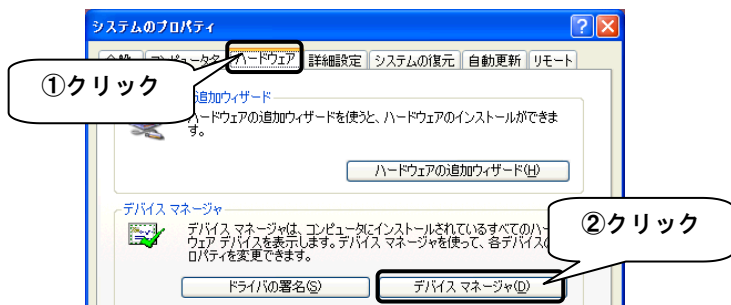 システムのプロパティ
コンピュータ名 ハードウェア 詳細設定 システムの復元 自動更新 リモート
①クリック
追加ウィザード
ハードウェアの追加ウィザードを使うと、ハードウェアのインストールができま
す。
ハードウェアの追加ウィザード(H)
デバイス マネージャ
デバイス マネージャは、コンピュータにインストールされているすべてのハー
ウェア デバイスを表示します。デバイス マネージャを使って、各デバイスの
ロパティを変更できます。
②クリック
ドライバの署名(S) デバイス マネージャ(D)